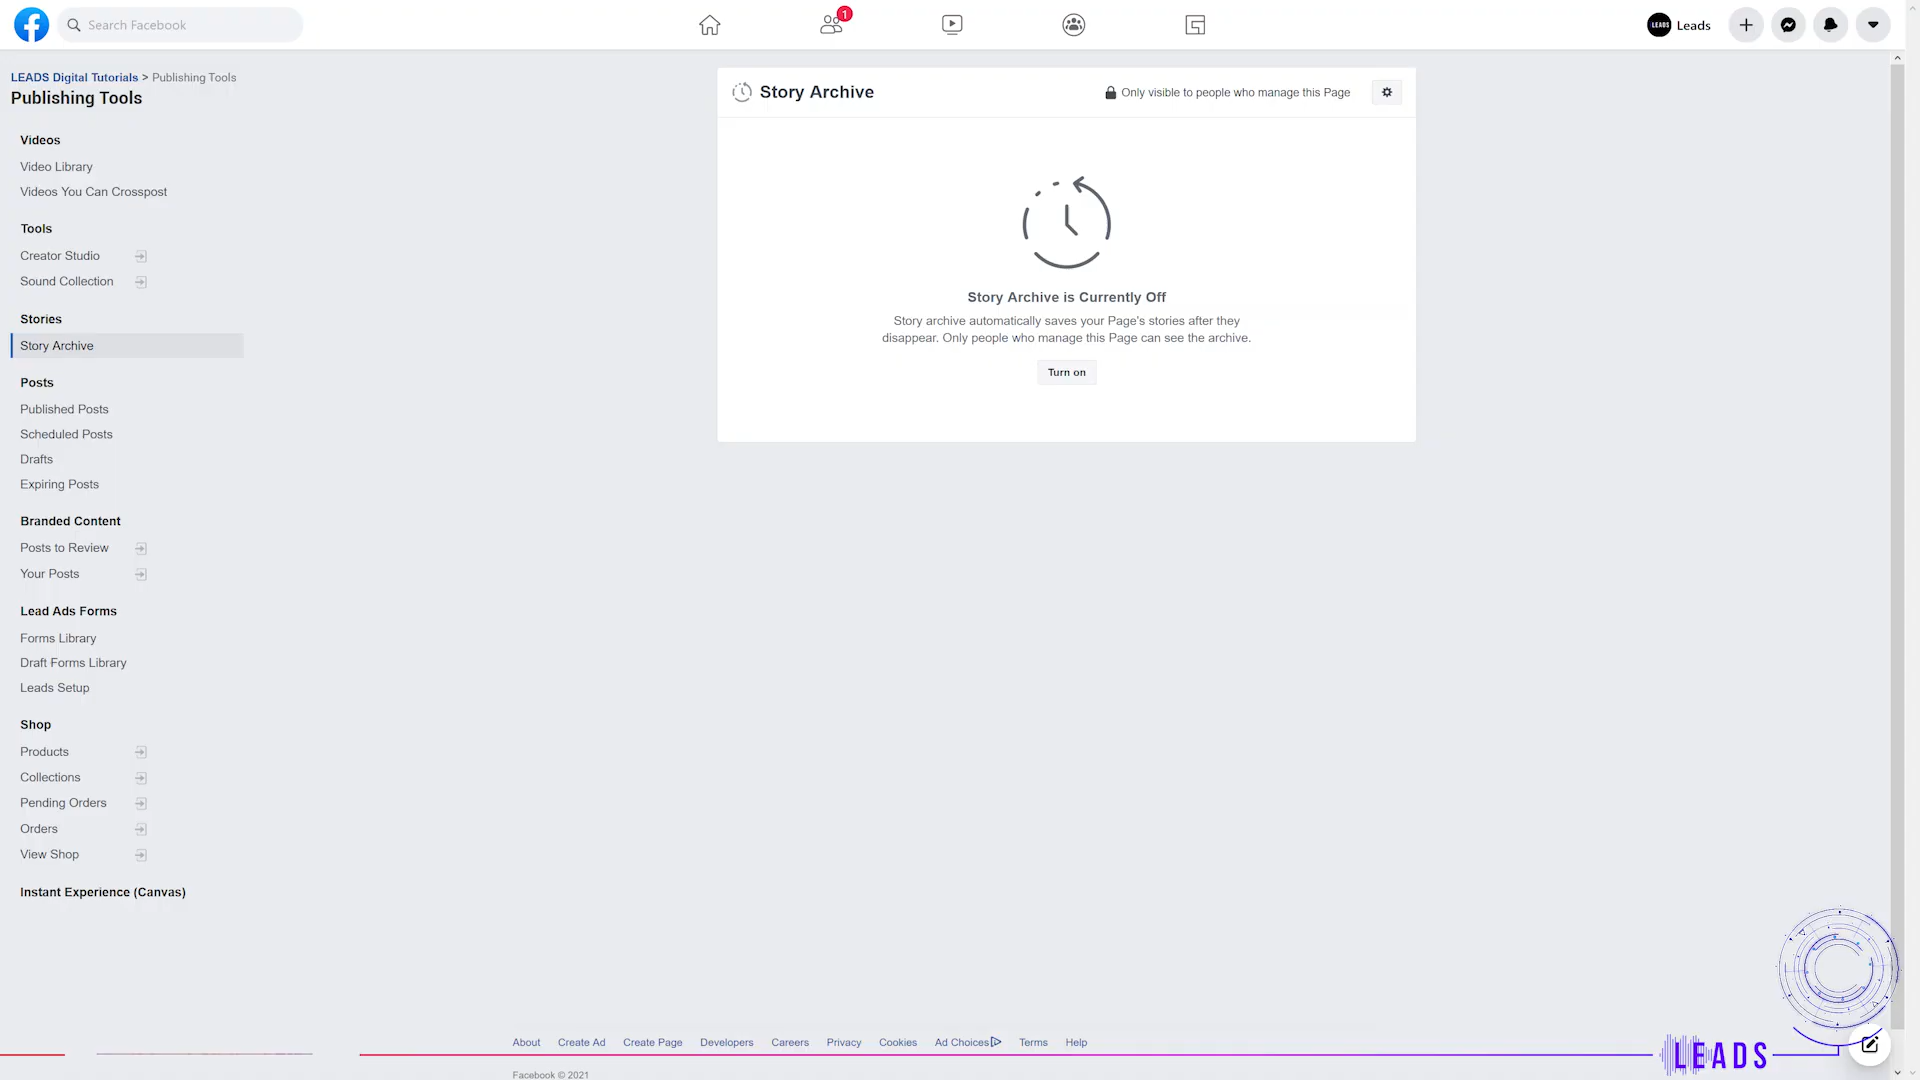 Search Facebook
1
LEADS
Leads
LEADS Digital Tutorials > Publishing Tools
Publishing Tools
Videos
Video Library
Videos You Can Crosspost
Tools
Creator Studio
Sound Collection
Stories
Story Archive
Posts
Published Posts
Scheduled Posts
Drafts
Expiring Posts
Branded Content
Posts to Review
Your Posts
Lead Ads Forms
Forms Library
Draft Forms Library
Leads Setup
Shop
Products
Collections
Pending Orders
Orders
View Shop
Instant Experience (Canvas)
Story Archive
Only visible to people who manage this Page
Story Archive is Currently Off
Story archive automatically saves your Page's stories after they
disappear. Only people who manage this Page can see the archive.
Turn on
About Create Ad Create Page Developers Careers Privacy Cookies Ad Choices Terms Help
Facebook © 2021
LEADS